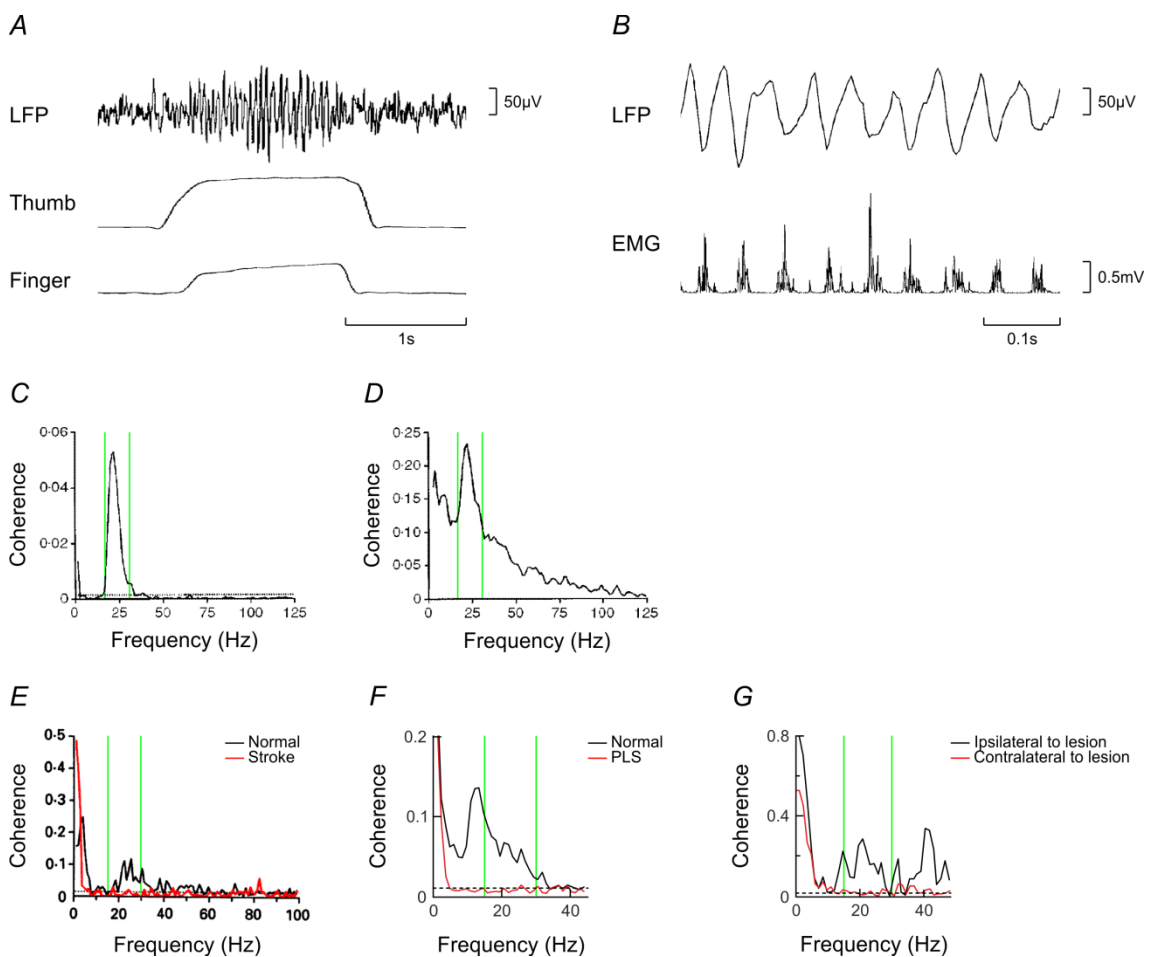 A
LFP
50µV
Thumb
Finger
1s
B
LFP
50µV
EMG
0.5mV
0.1s
C
Coherence
0·06
0·04
0·02
0
0 25 50 75 100 125
Frequency (Hz)
D
Coherence
0·25
0·20
0·15
0·10
0·05
0
0 25 50 75 100 125
Frequency (Hz)
E
Normal
Stroke
Coherence
0·5
0·4
0·3
0·2
0·1
0
0 20 40 60 80 100
Frequency (Hz)
F
Normal
PLS
Coherence
0.2
0.1
0
0 20 40
Frequency (Hz)
G
Ipsilateral to lesion
Contralateral to lesion
Coherence
0.8
0.4
0
0 20 40
Frequency (Hz)